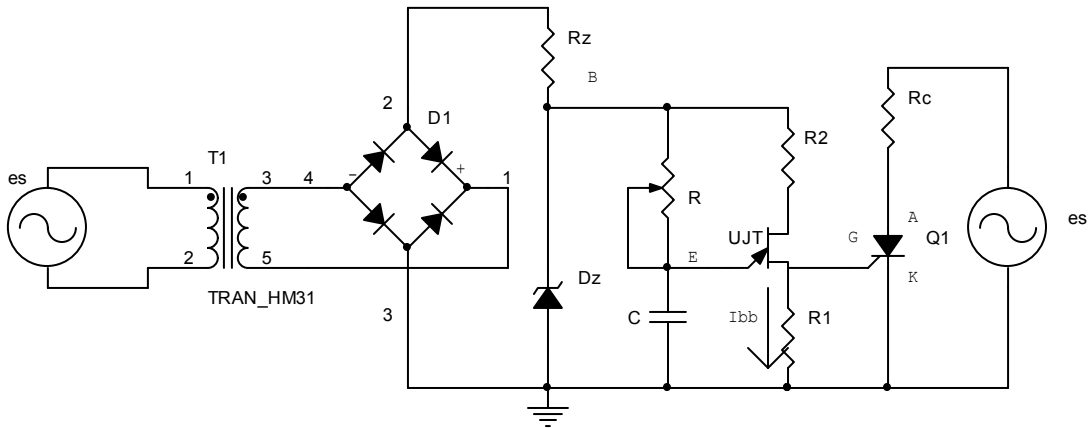 es
T1
1
2
3
5
TRAN_HM31
4
2
D1
-
+
1
3
Rz
B
Dz
R
E
C
R2
UJT
Ibb
R1
Rc
G
A
Q1
K
es